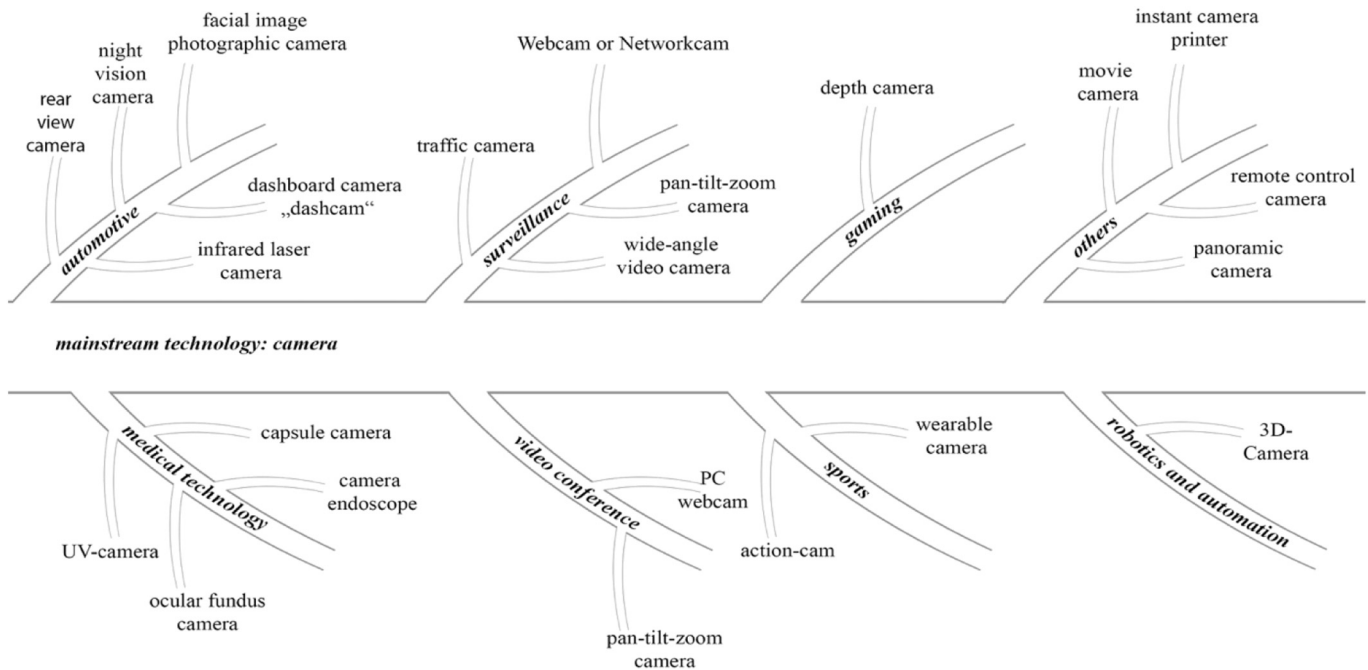 facial image
photographic camera
night
vision
camera
rear
view
camera
dashboard camera
„dashcam“
infrared laser
camera
automotive
Webcam or Networkcam
traffic camera
pan-tilt-zoom
camera
wide-angle
video camera
surveillance
depth camera
gaming
instant camera
printer
movie
camera
remote control
camera
panoramic
camera
others
mainstream technology: camera
medical technology
capsule camera
camera
endoscope
UV-camera
ocular fundus
camera
video conference
PC
webcam
pan-tilt-zoom
camera
sports
wearable
camera
action-cam
robotics and automation
3D-
Camera